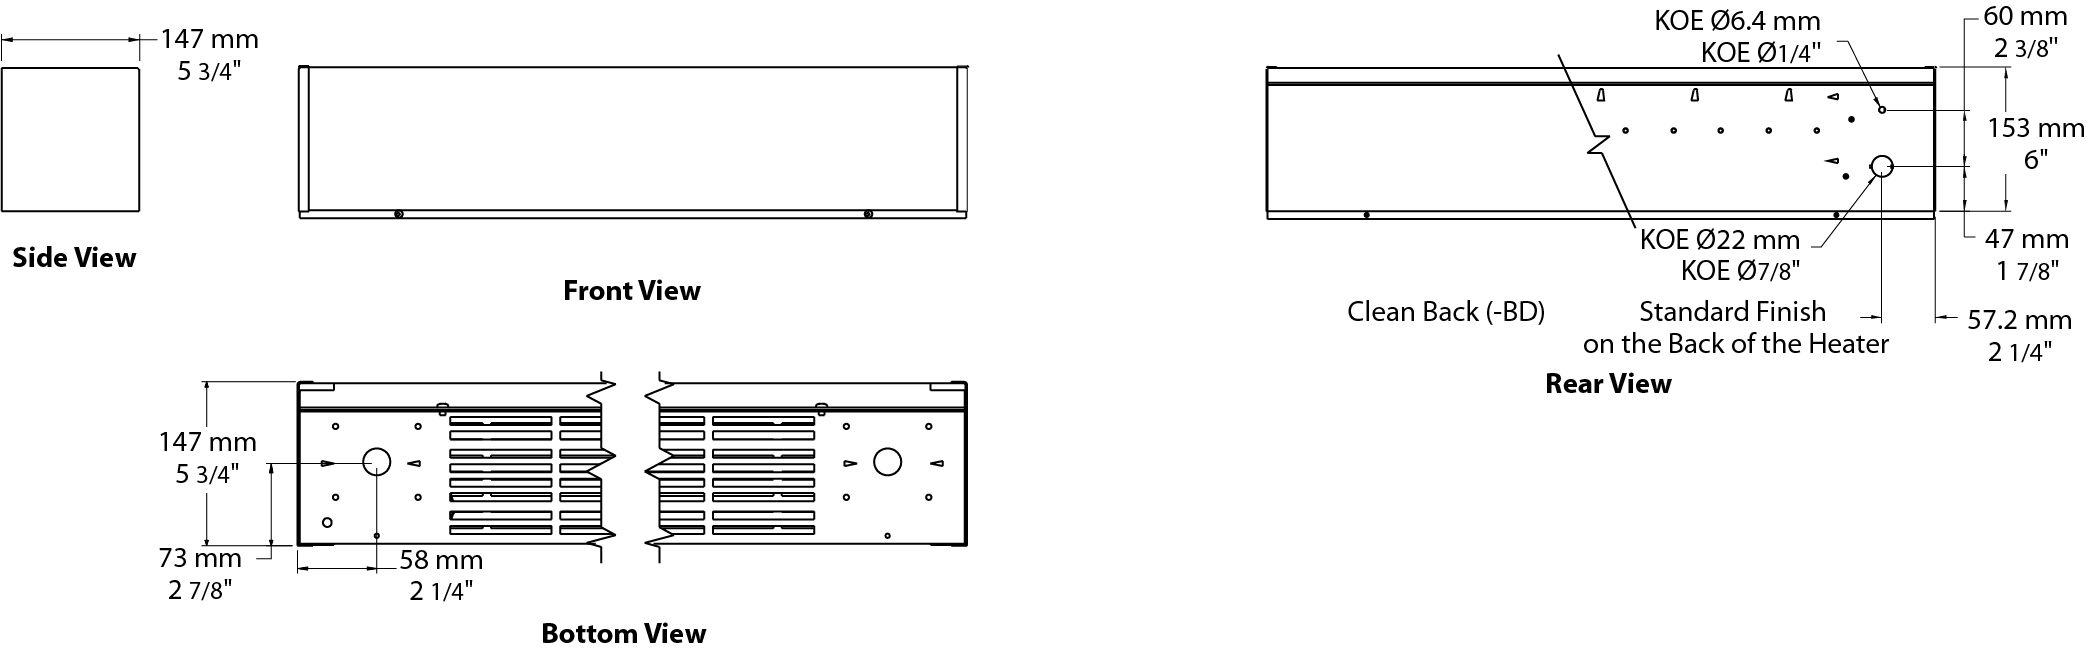 147 mm
5 3/4"
Side View
Front View
KOE Ø6.4 mm
KOE Ø1/4"
60 mm
2 3/8"
153 mm
6"
KOE Ø22 mm
KOE Ø7/8"
47 mm
1 7/8"
Clean Back (-BD)
Standard Finish
on the Back of the Heater
57.2 mm
2 1/4"
Rear View
147 mm
5 3/4"
73 mm
2 7/8"
58 mm
2 1/4"
Bottom View